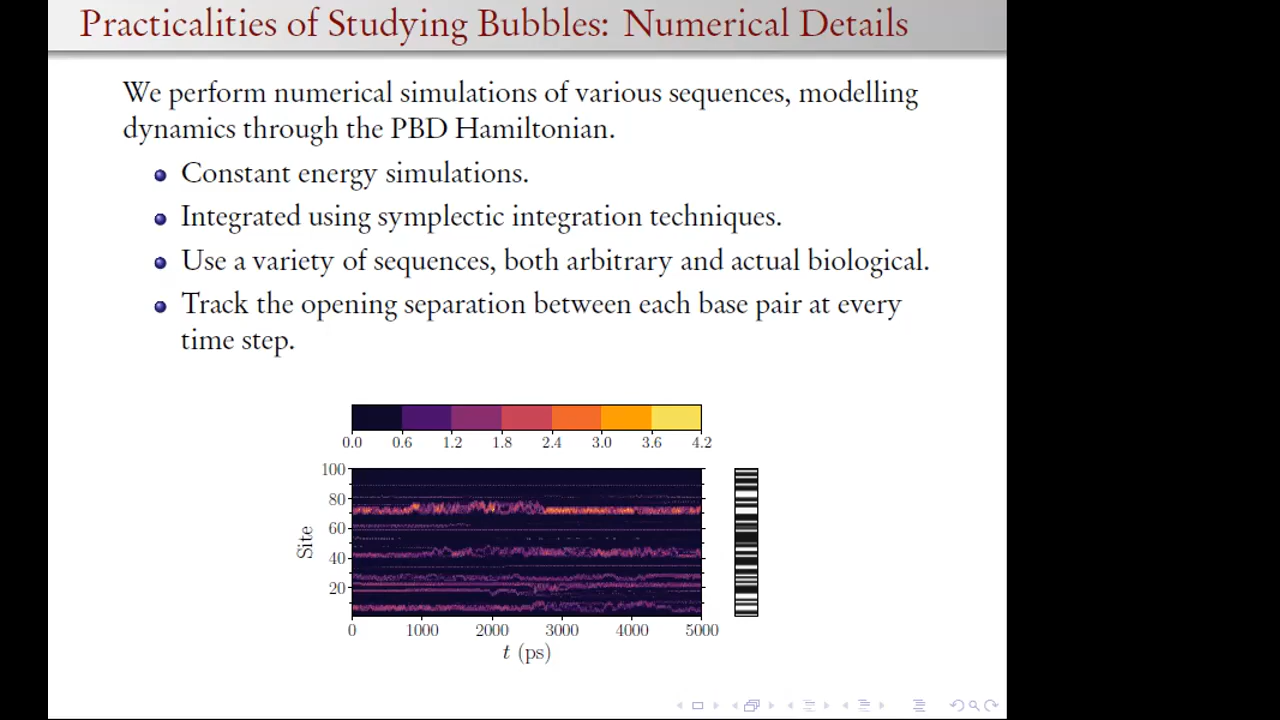 Practicalities of Studying Bubbles: Numerical Details
We perform numerical simulations of various sequences, modelling
dynamics through the PBD Hamiltonian.
Constant energy simulations.
Integrated using symplectic integration techniques.
Use a variety of sequences, both arbitrary and actual biological.
Track the opening separation between each base pair at every
time step.
0.0 0.6 1.2 1.8 2.4 3.0 3.6 4.2
100
80
60
40
20
Site
0 1000 2000 3000 4000 5000
t (ps)